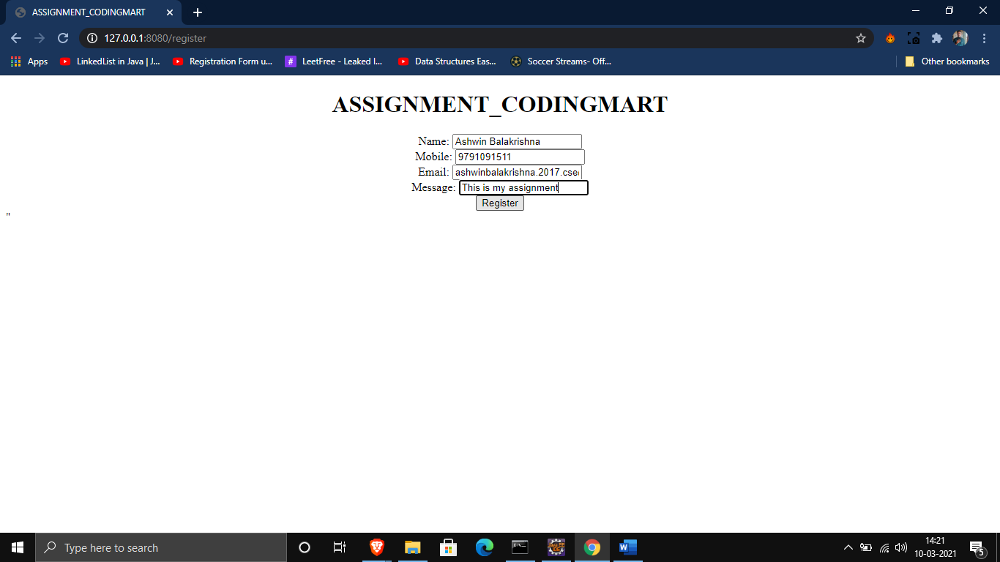 ASSIGNMENT_CODINGMART
127.0.0.1:8080/register
Apps LinkedList in Java | J... Registration Form u... # LeetFree - Leaked I... Data Structures Eas... Soccer Streams- Off... Other bookmarks
ASSIGNMENT_CODINGMART
Name: Ashwin Balakrishna
Mobile: 9791091511
Email: ashwinbalakrishna.2017.cse
Message: This is my assignment
Register
"
Type here to search
14:21
10-03-2021
5